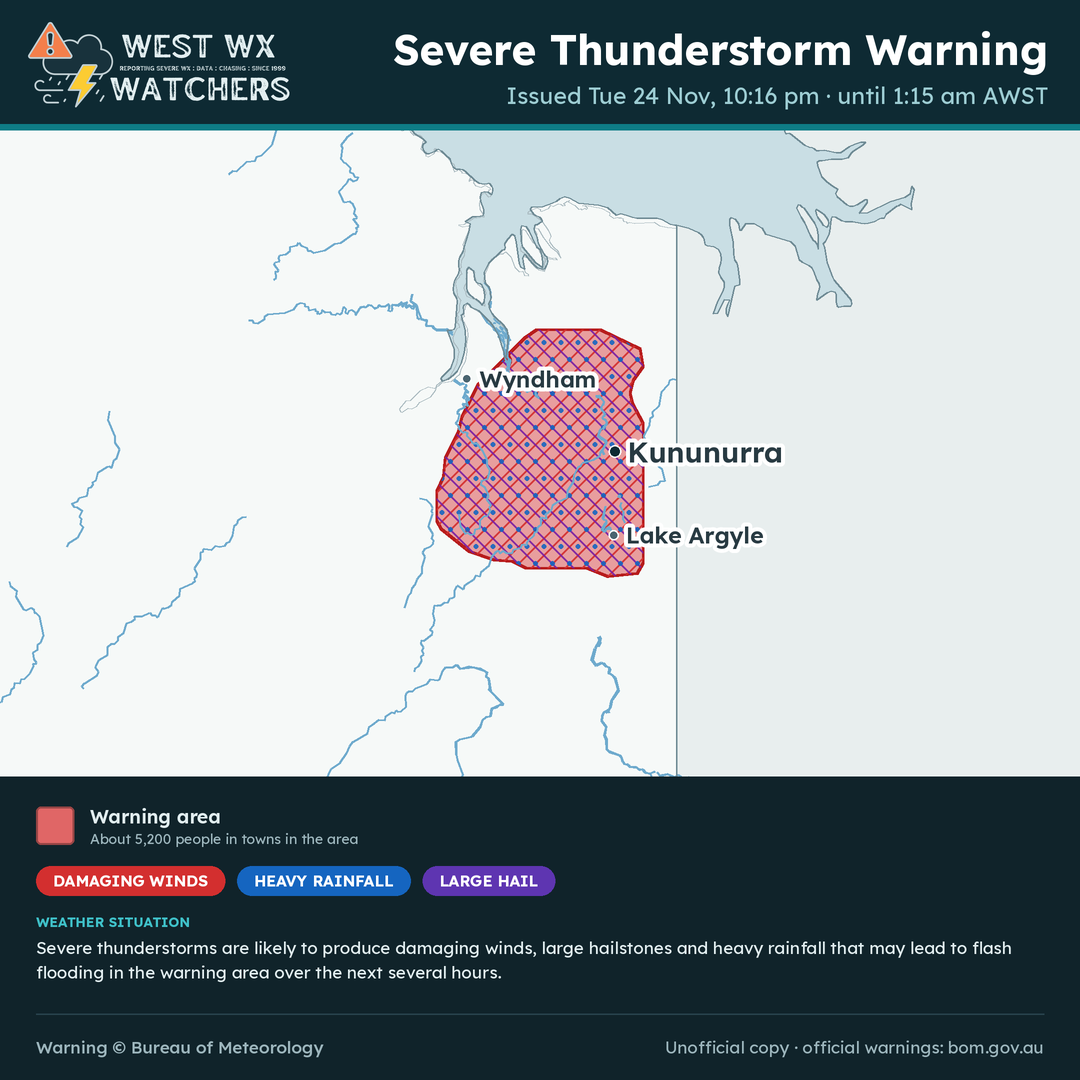 WEST WX
REPORTING SEVERE WX : DATA : CHASING : SINCE 1999
WATCHERS
Severe Thunderstorm Warning
Issued Tue 24 Nov, 10:16 pm · until 1:15 am AWST
Wyndham
Kununurra
Lake Argyle
Warning area
About 5,200 people in towns in the area
DAMAGING WINDS
HEAVY RAINFALL
LARGE HAIL
WEATHER SITUATION
Severe thunderstorms are likely to produce damaging winds, large hailstones and heavy rainfall that may lead to flash
flooding in the warning area over the next several hours.
Warning © Bureau of Meteorology
Unofficial copy · official warnings: bom.gov.au